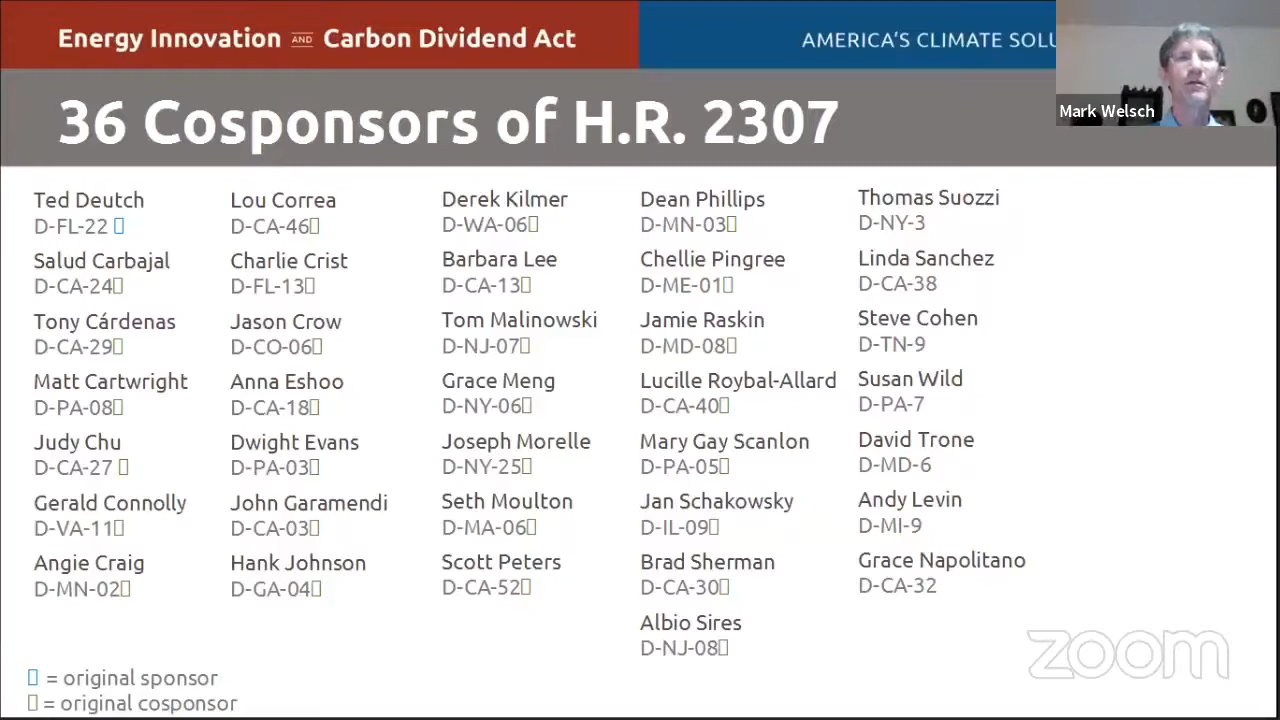 Energy Innovation AND Carbon Dividend Act
AMERICA'S CLIMATE SOLU
Mark Welsch
36 Cosponsors of H.R. 2307
Ted Deutch
D-FL-22
Salud Carbajal
D-CA-24
Tony Cárdenas
D-CA-29
Matt Cartwright
D-PA-08
Judy Chu
D-CA-27
Gerald Connolly
D-VA-11
Angie Craig
D-MN-02
Lou Correa
D-CA-46
Charlie Crist
D-FL-13
Jason Crow
D-CO-06
Anna Eshoo
D-CA-18
Dwight Evans
D-PA-03
John Garamendi
D-CA-03
Hank Johnson
D-GA-04
Derek Kilmer
D-WA-06
Barbara Lee
D-CA-13
Tom Malinowski
D-NJ-07
Grace Meng
D-NY-06
Joseph Morelle
D-NY-25
Seth Moulton
D-MA-06
Scott Peters
D-CA-52
Dean Phillips
D-MN-03
Chellie Pingree
D-ME-01
Jamie Raskin
D-MD-08
Lucille Roybal-Allard
D-CA-40
Mary Gay Scanlon
D-PA-05
Jan Schakowsky
D-IL-09
Brad Sherman
D-CA-30
Albio Sires
D-NJ-08
Thomas Suozzi
D-NY-3
Linda Sanchez
D-CA-38
Steve Cohen
D-TN-9
Susan Wild
D-PA-7
David Trone
D-MD-6
Andy Levin
D-MI-9
Grace Napolitano
D-CA-32
= original sponsor
= original cosponsor
zoom